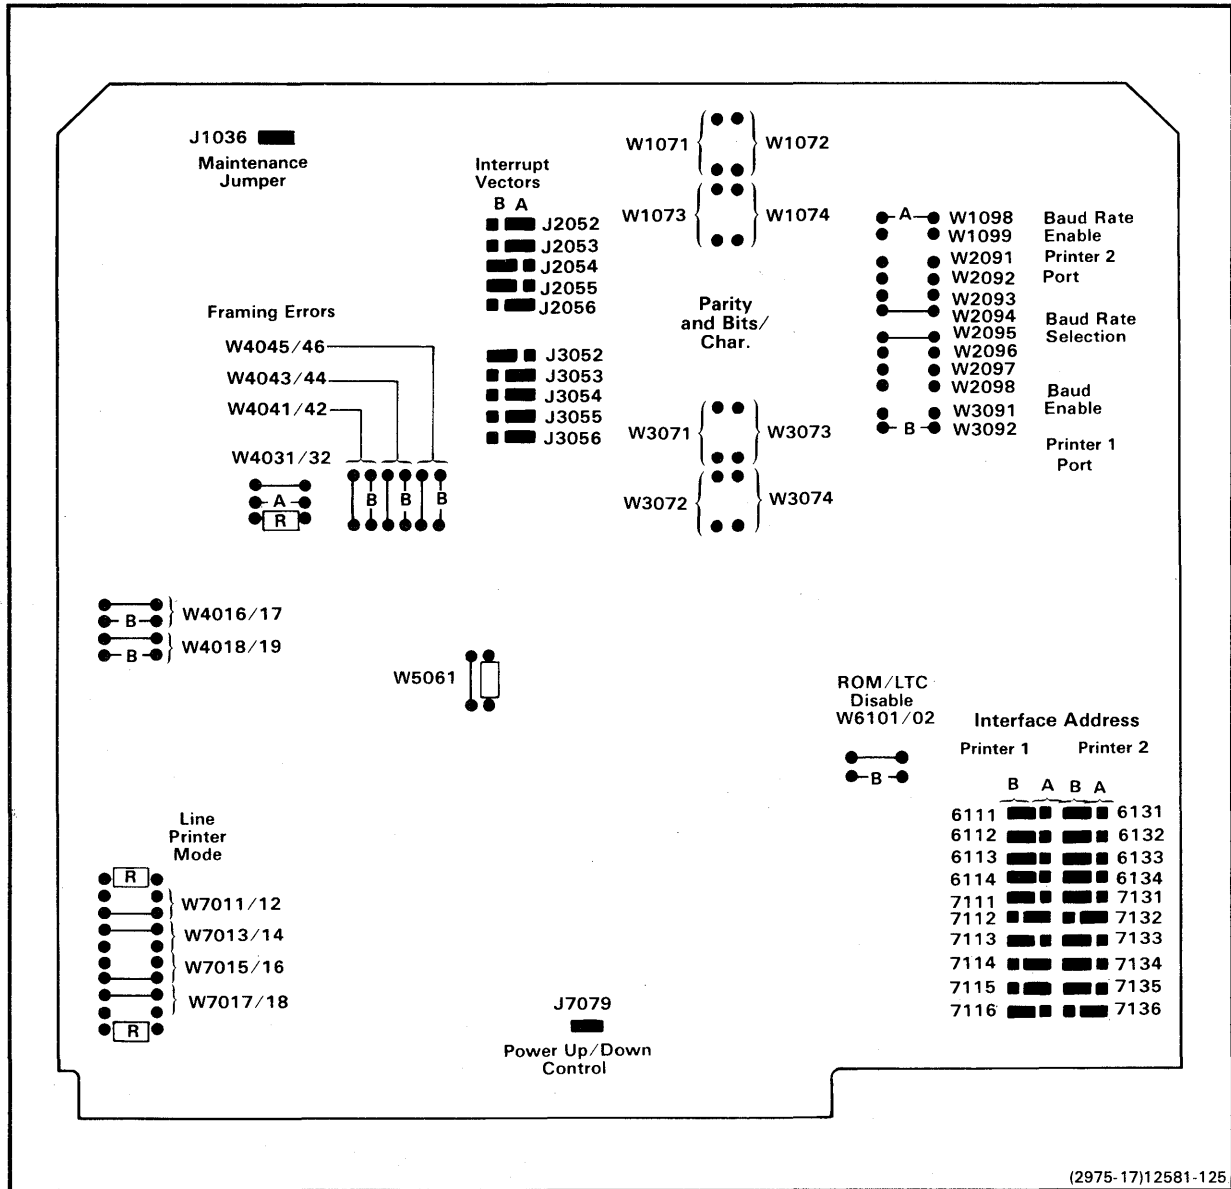 J1036
Maintenance
Jumper
Interrupt
Vectors
B A
J2052
J2053
J2054
J2055
J2056
J3052
J3053
J3054
J3055
J3056
W1071
W1072
W1073
W1074
Parity
and Bits/
Char.
W3071
W3073
W3072
W3074
A
W1098
W1099
W2091
W2092
W2093
W2094
W2095
W2096
W2097
W2098
W3091
B
W3092
Baud Rate
Enable
Printer 2
Port
Baud Rate
Selection
Baud
Enable
Printer 1
Port
Framing Errors
W4045/46
W4043/44
W4041/42
W4031/32
A
R
B
B
B
B
W4016/17
B
W4018/19
W5061
ROM/LTC
Disable
W6101/02
B
Interface Address
Printer 1 Printer 2
B A B A
6111 6131
6112 6132
6113 6133
6114 6134
7111 7131
7112 7132
7113 7133
7114 7134
7115 7135
7116 7136
Line
Printer
Mode
R
W7011/12
W7013/14
W7015/16
W7017/18
R
J7079
Power Up/Down
Control
(2975-17)12581-125